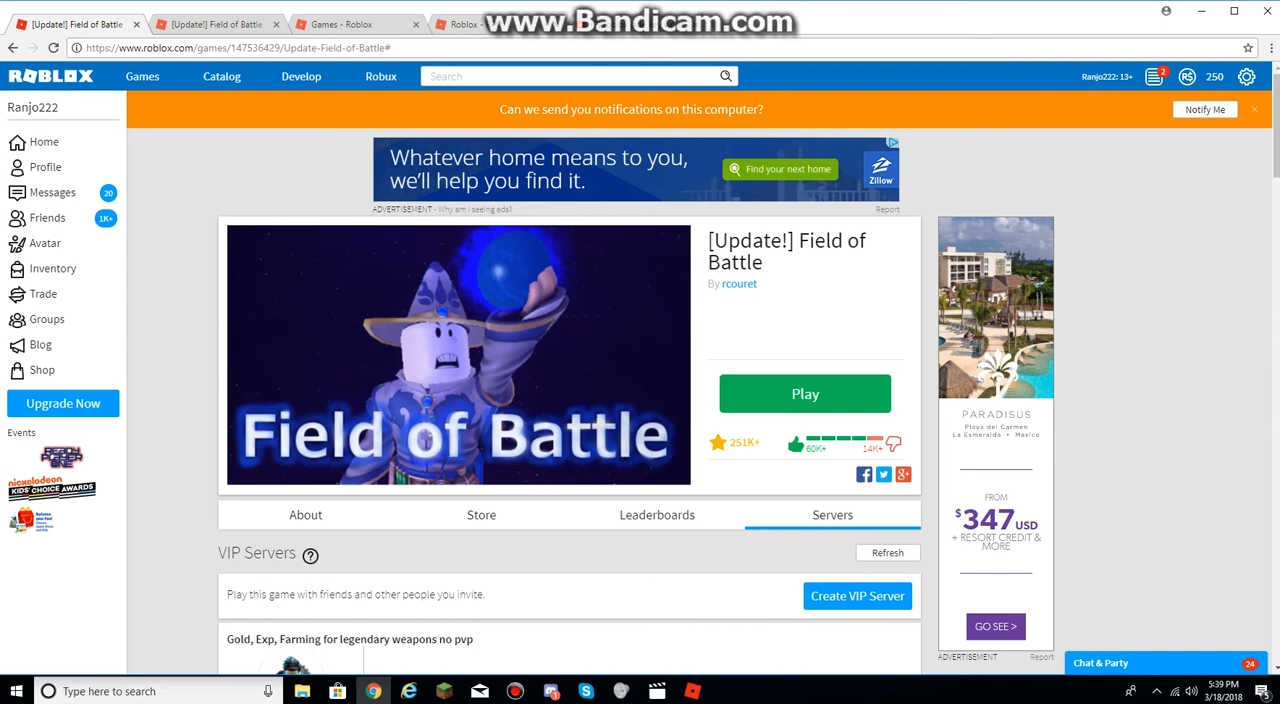 www.Bandicam.com
[Update!] Field of Battle
[Update!] Field of Battle
Games - Roblox
Roblox -
https://www.roblox.com/games/147536429/Update-Field-of-Battle#
ROBLOX
Games
Catalog
Develop
Robux
Search
Ranjo222: 13+
2
R$
250
Ranjo222
Can we send you notifications on this computer?
Notify Me
Home
Profile
Messages
20
Friends
1K+
Avatar
Inventory
Trade
Groups
Blog
Shop
Upgrade Now
Events
READY PLAYER ONE
nickelodeon
KIDS' CHOICE AWARDS
Whatever home means to you,
we'll help you find it.
Find your next home
Zillow
ADVERTISEMENT - Why am I seeing ads?
Report
Field of Battle
[Update!] Field of
Battle
By rcouret
Play
251K+
60K+
14K+
About
Store
Leaderboards
Servers
VIP Servers
Refresh
Play this game with friends and other people you invite.
Create VIP Server
Gold, Exp, Farming for legendary weapons no pvp
PARADISUS
Playa del Carmen
La Esmeralda • Mexico
FROM
$347 USD
+ RESORT CREDIT &
MORE
GO SEE >
ADVERTISEMENT
Report
Chat & Party
24
Type here to search
5:39 PM
3/18/2018
5